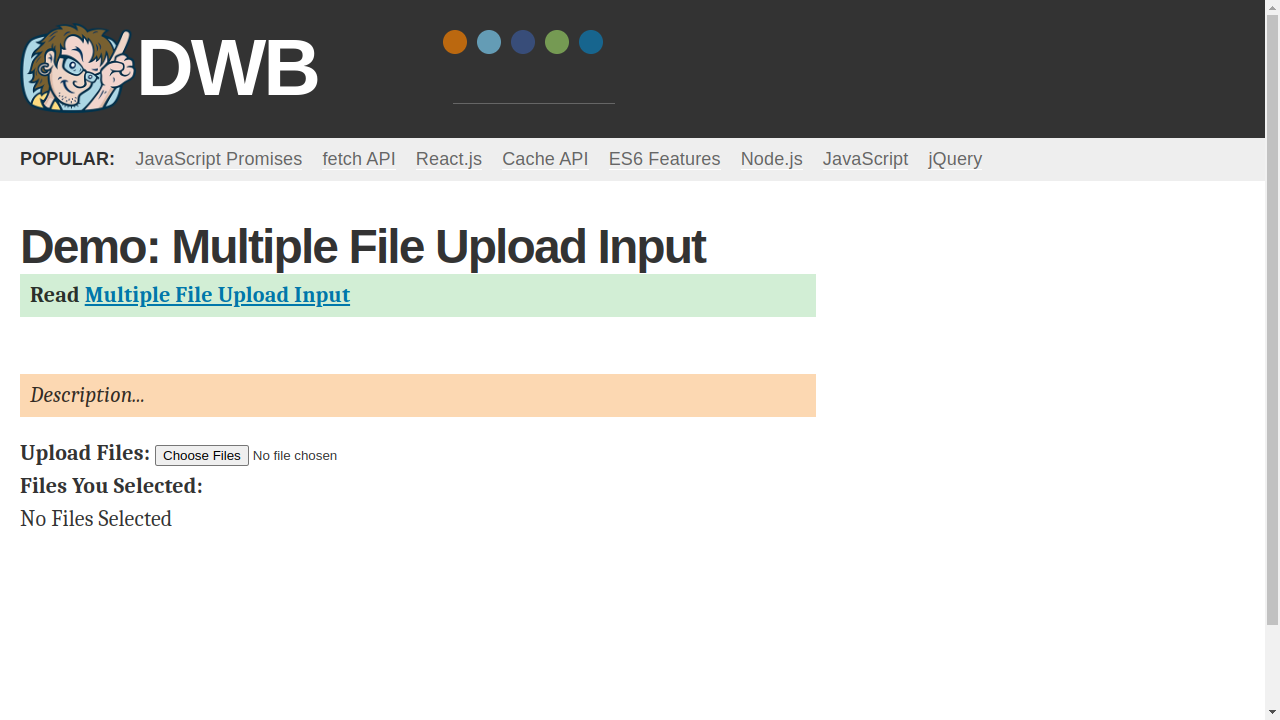 DWB
POPULAR: JavaScript Promises fetch API React.js Cache API ES6 Features Node.js JavaScript jQuery
Demo: Multiple File Upload Input
Read Multiple File Upload Input
Description...
Upload Files: Choose Files No file chosen
Files You Selected:
No Files Selected